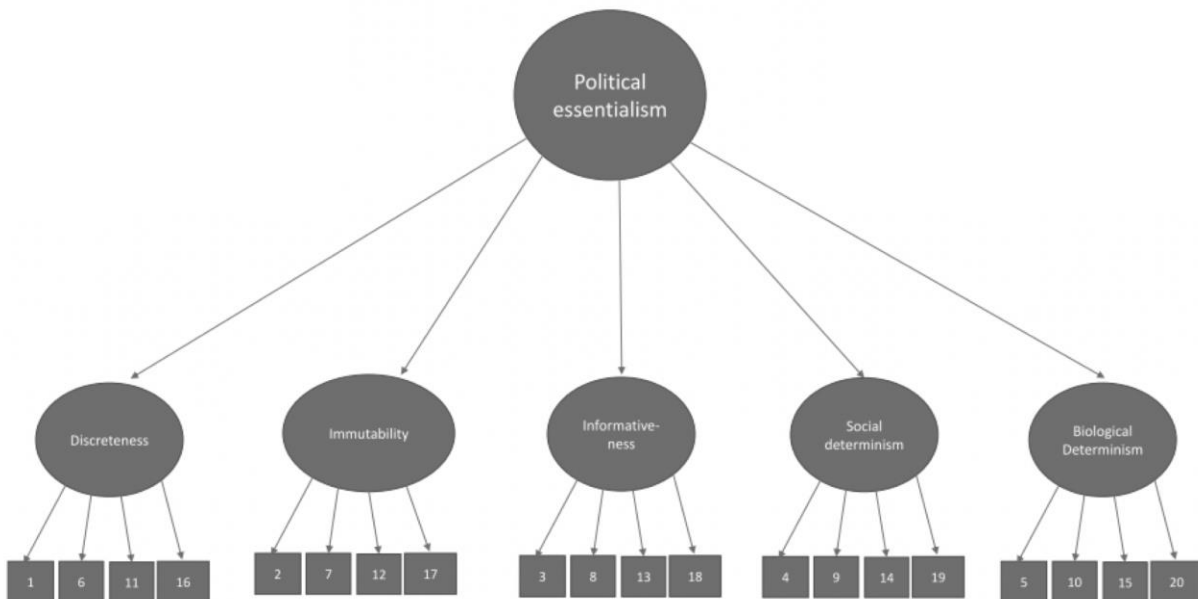 Political
essentialism
Discreteness
Immutability
Informative-
ness
Social
determinism
Biological
Determinism
1 6 11 16
2 7 12 17
3 8 13 18
4 9 14 19
5 10 15 20